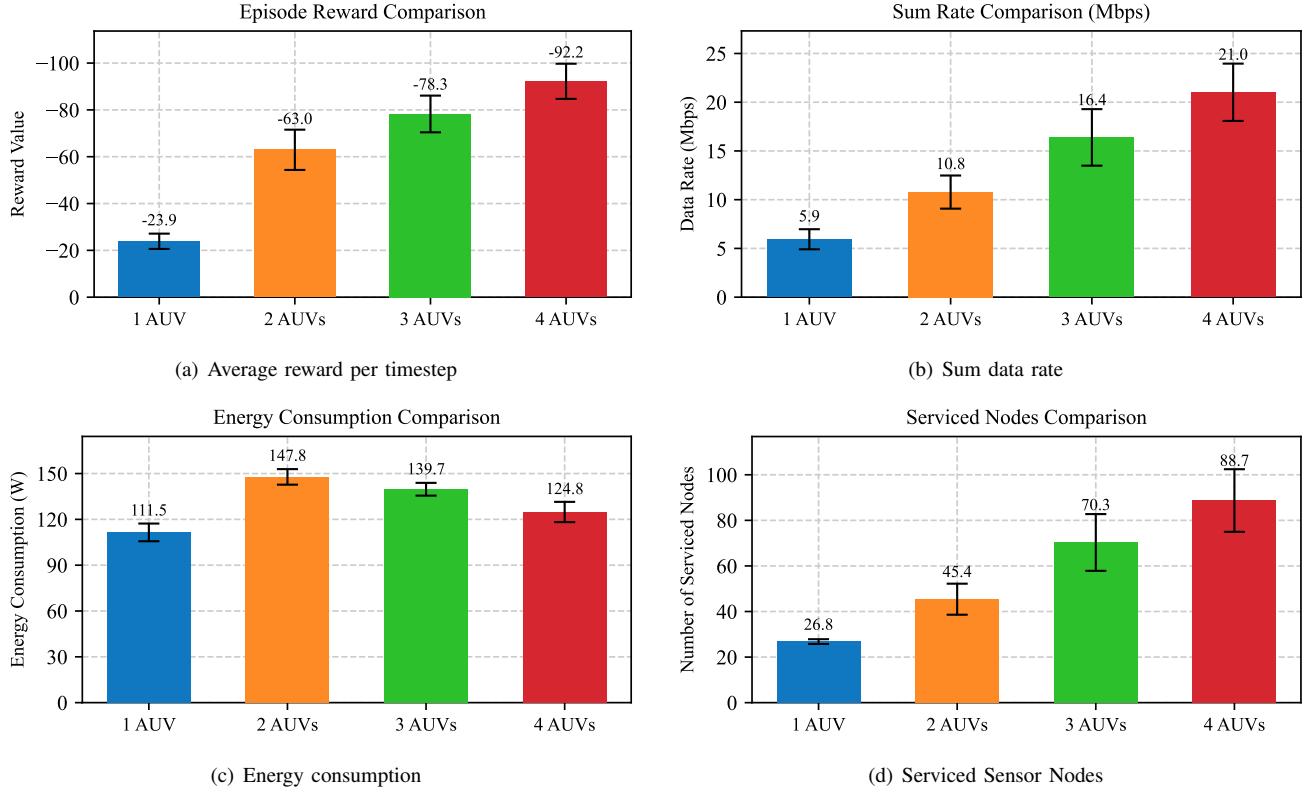 Episode Reward Comparison
Reward Value
−100
−80
−60
−40
−20
0
-23.9
-63.0
-78.3
-92.2
1 AUV
2 AUVs
3 AUVs
4 AUVs
(a) Average reward per timestep
Sum Rate Comparison (Mbps)
Data Rate (Mbps)
25
20
15
10
5
0
5.9
10.8
16.4
21.0
1 AUV
2 AUVs
3 AUVs
4 AUVs
(b) Sum data rate
Energy Consumption Comparison
Energy Consumption (W)
150
120
90
60
30
0
111.5
147.8
139.7
124.8
1 AUV
2 AUVs
3 AUVs
4 AUVs
(c) Energy consumption
Serviced Nodes Comparison
Number of Serviced Nodes
100
80
60
40
20
0
26.8
45.4
70.3
88.7
1 AUV
2 AUVs
3 AUVs
4 AUVs
(d) Serviced Sensor Nodes